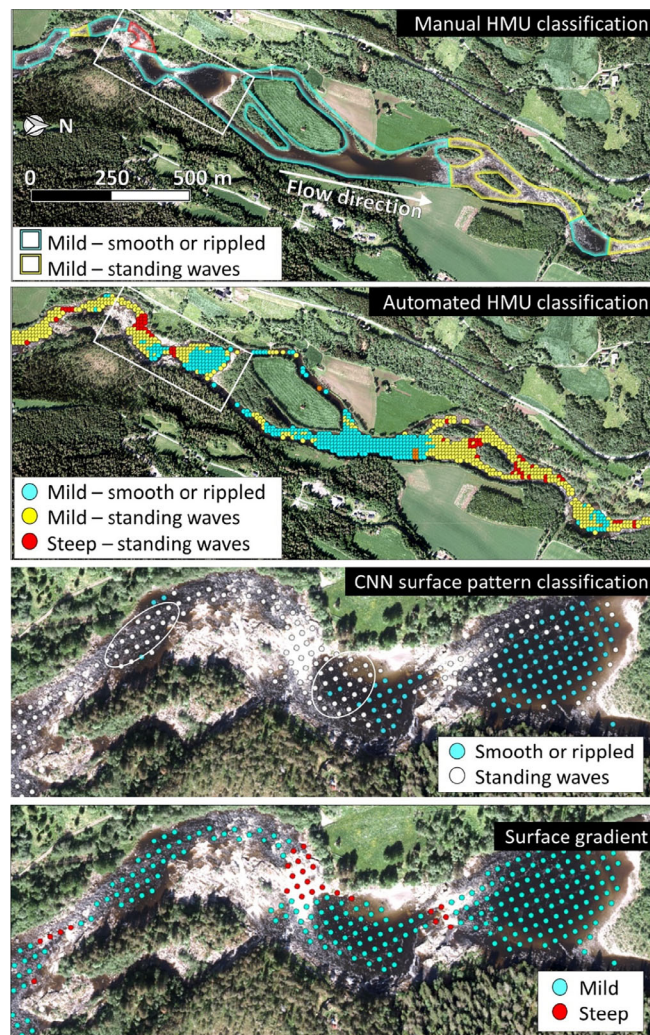 Manual HMU classification
N
0 250 500 m
Flow direction
Mild – smooth or rippled
Mild – standing waves
Automated HMU classification
Mild – smooth or rippled
Mild – standing waves
Steep – standing waves
CNN surface pattern classification
Smooth or rippled
Standing waves
Surface gradient
Mild
Steep